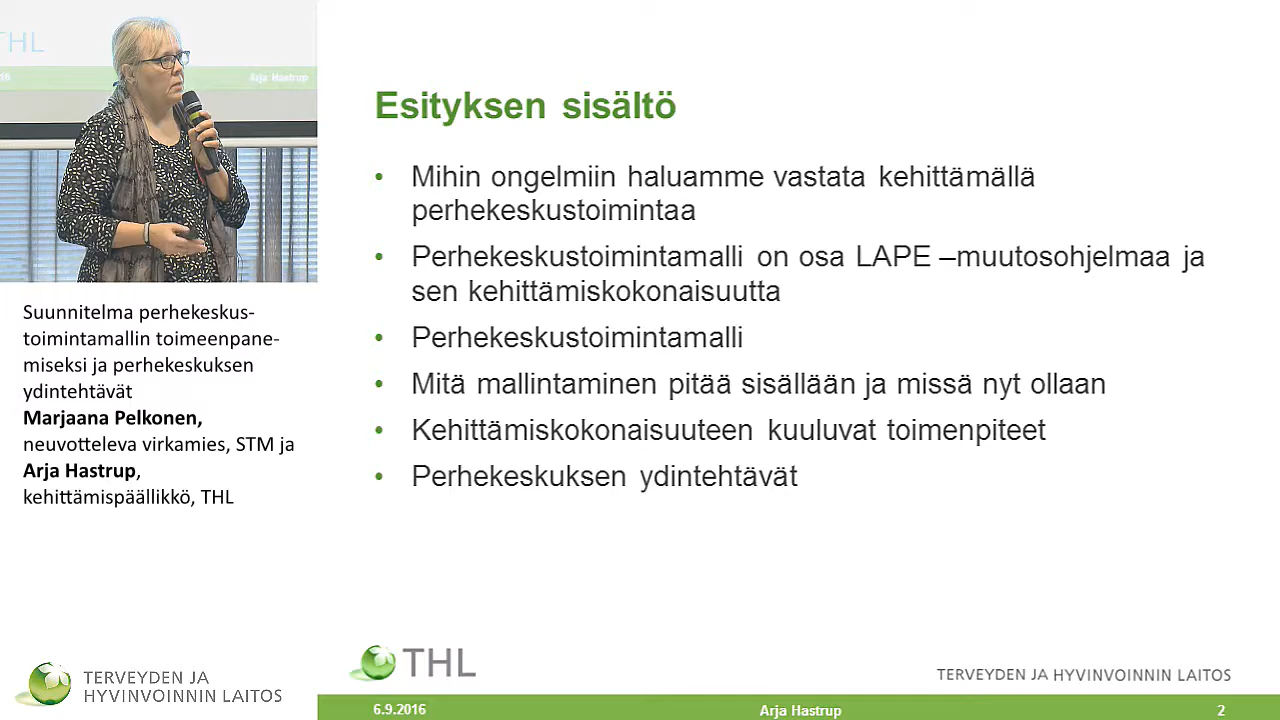 THL
16
Arja Hastrup
Suunnitelma perhekeskus-
toimintamallin toimeenpane-
miseksi ja perhekeskuksen
ydintehtävät
Marjaana Pelkonen,
neuvotteleva virkamies, STM ja
Arja Hastrup,
kehittämispäällikkö, THL
TERVEYDEN JA
HYVINVOINNIN LAITOS
Esityksen sisältö
• Mihin ongelmiin haluamme vastata kehittämällä
perhekeskustoimintaa
• Perhekeskustoimintamalli on osa LAPE –muutosohjelmaa ja
sen kehittämiskokonaisuutta
• Perhekeskustoimintamalli
• Mitä mallintaminen pitää sisällään ja missä nyt ollaan
• Kehittämiskokonaisuuteen kuuluvat toimenpiteet
• Perhekeskuksen ydintehtävät
THL
TERVEYDEN JA HYVINVOINNIN LAITOS
6.9.2016
Arja Hastrup
2